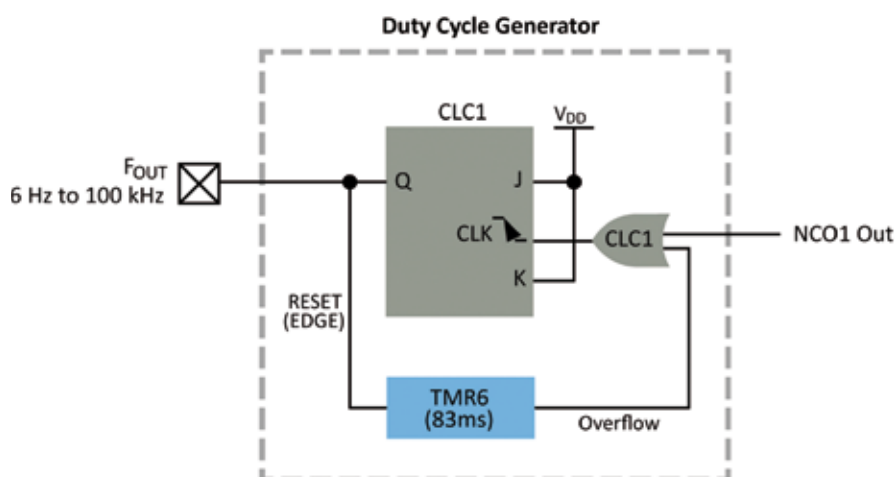 Duty Cycle Generator
CLC1
VDD
FOUT
6 Hz to 100 kHz
Q
J
CLK
CLC1
NCO1 Out
K
RESET
(EDGE)
TMR6
(83ms)
Overflow